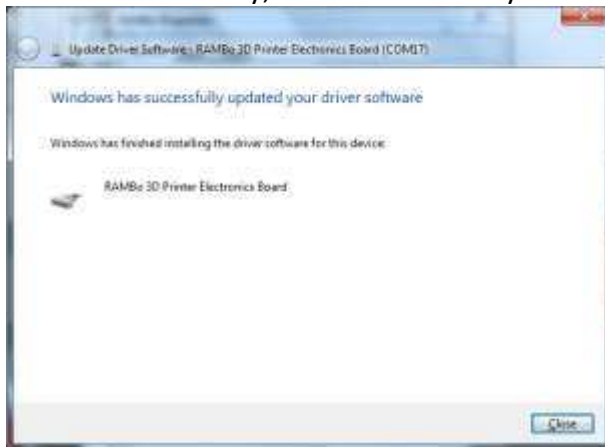 Update Driver Software - RAMBo 3D Printer Electronics Board (COM17)
Windows has successfully updated your driver software
Windows has finished installing the driver software for this device:
RAMBo 3D Printer Electronics Board
Close